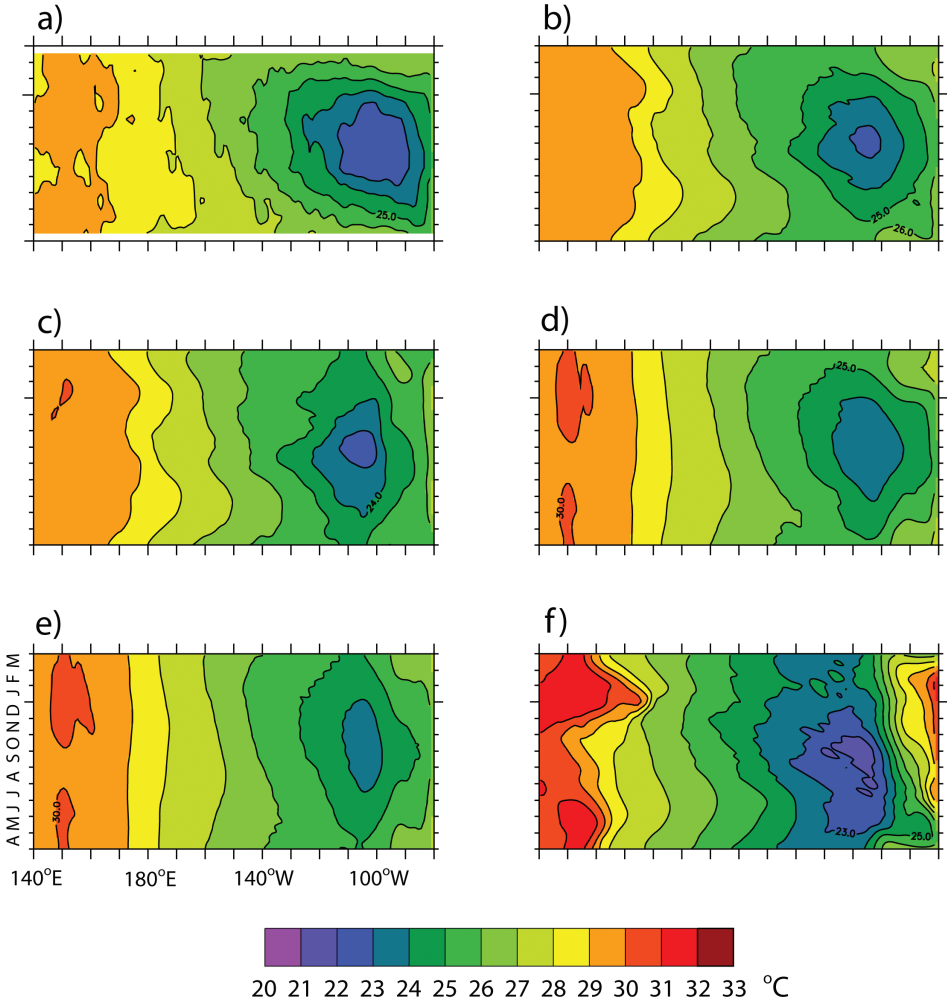 a)
b)
25.0
25.0
26.0
c)
d)
24.0
25.0
30.0
e)
f)
A M J J A S O N D J F M
30.0
23.0
25.0
140°E 180°E 140°W 100°W
20 21 22 23 24 25 26 27 28 29 30 31 32 33 °C